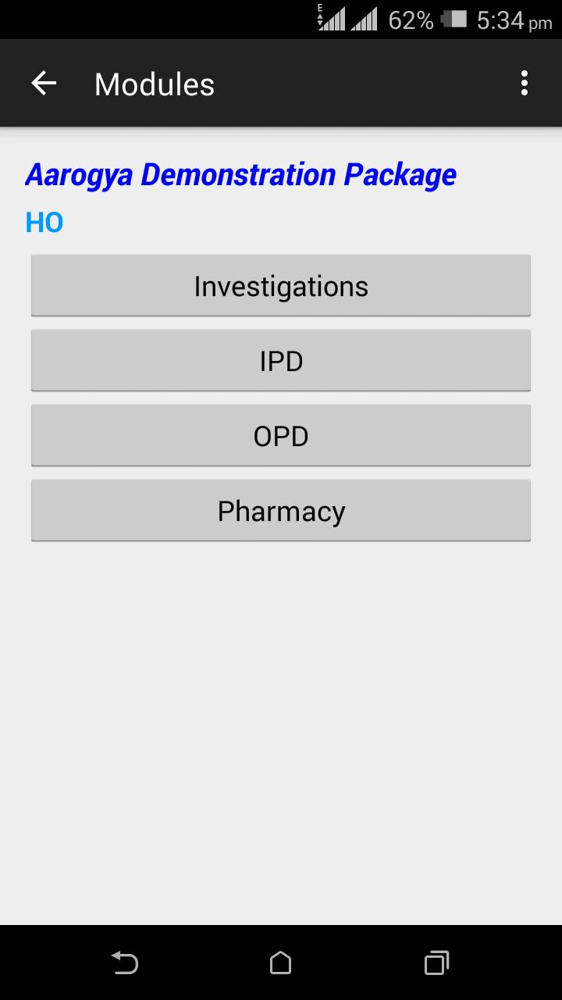 E 62% 5:34 pm
Modules
Aarogya Demonstration Package
HO
Investigations
IPD
OPD
Pharmacy